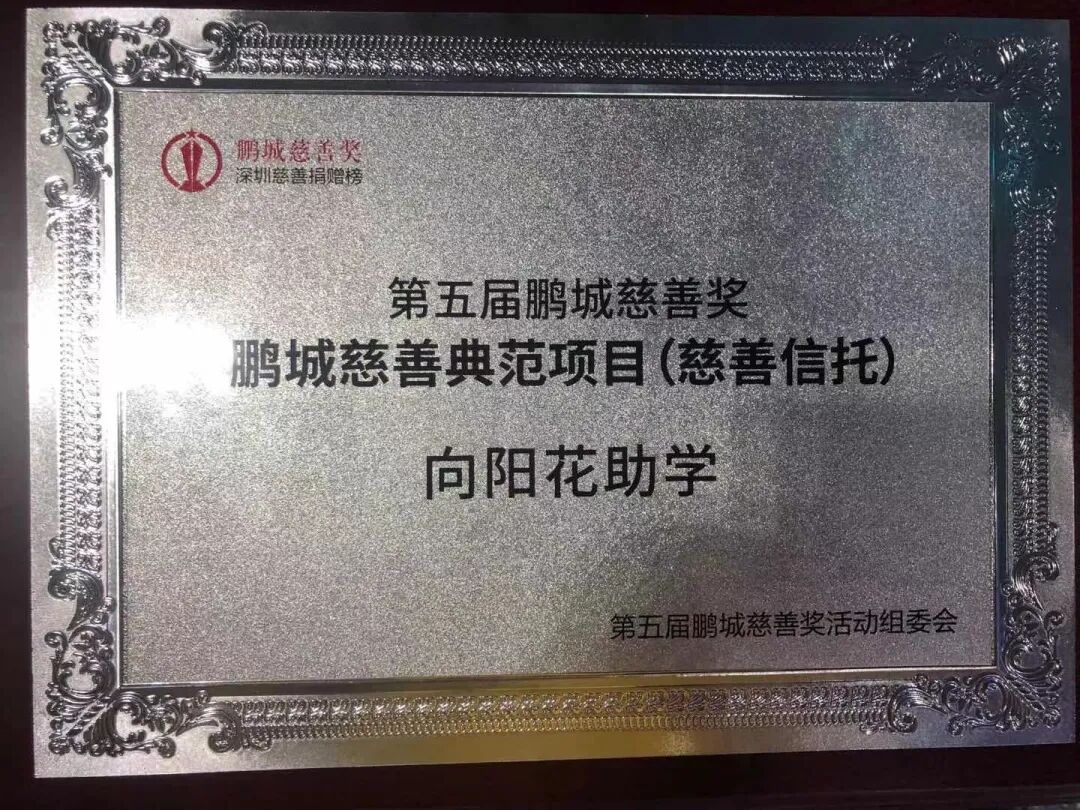 鹏城慈善奖
深圳慈善捐赠榜
第五届鹏城慈善奖
鹏城慈善典范项目(慈善信托)
向阳花助学
第五届鹏城慈善奖活动组委会